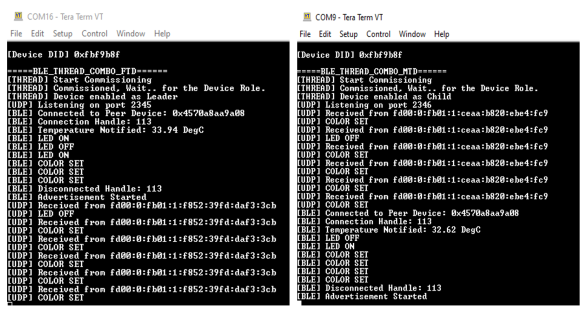 COM16 - Tera Term VT
File Edit Setup Control Window Help
[Device DID] 0xfbf9b8f
=====BLE_THREAD_COMBO_FTD======
[THREAD] Start Commissioning
[THREAD] Commissioned, Wait.. for the Device Role.
[THREAD] Device enabled as Leader
[UDP] Listening on port 2345
[BLE] Connected to Peer Device: 0x4570a8aa9a08
[BLE] Connection Handle: 113
[BLE] Temperature Notified: 33.94 DegC
[BLE] LED ON
[BLE] LED OFF
[BLE] LED ON
[BLE] COLOR SET
[BLE] COLOR SET
[BLE] COLOR SET
[BLE] Disconnected Handle: 113
[BLE] Advertisement Started
[UDP] Received from fd00:0:fb01:1:f852:39fd:daf3:3cb
[UDP] LED OFF
[UDP] Received from fd00:0:fb01:1:f852:39fd:daf3:3cb
[UDP] COLOR SET
[UDP] Received from fd00:0:fb01:1:f852:39fd:daf3:3cb
[UDP] COLOR SET
[UDP] Received from fd00:0:fb01:1:f852:39fd:daf3:3cb
[UDP] COLOR SET
[UDP] Received from fd00:0:fb01:1:f852:39fd:daf3:3cb
[UDP] COLOR SET
COM9 - Tera Term VT
File Edit Setup Control Window Help
[Device DID] 0xfbf9b8f
=====BLE_THREAD_COMBO_MTD======
[THREAD] Start Commissioning
[THREAD] Commissioned, Wait.. for the Device Role.
[THREAD] Device enabled as Child
[UDP] Listening on port 2346
[UDP] Received from fd00:0:fb01:1:ceaa:b820:ebe4:fc9
[UDP] COLOR SET
[UDP] Received from fd00:0:fb01:1:ceaa:b820:ebe4:fc9
[UDP] LED OFF
[UDP] Received from fd00:0:fb01:1:ceaa:b820:ebe4:fc9
[UDP] COLOR SET
[UDP] Received from fd00:0:fb01:1:ceaa:b820:ebe4:fc9
[UDP] COLOR SET
[UDP] Received from fd00:0:fb01:1:ceaa:b820:ebe4:fc9
[UDP] COLOR SET
[UDP] Received from fd00:0:fb01:1:ceaa:b820:ebe4:fc9
[UDP] COLOR SET
[BLE] Connected to Peer Device: 0x4570a8aa9a08
[BLE] Connection Handle: 113
[BLE] Temperature Notified: 32.62 DegC
[BLE] LED OFF
[BLE] LED ON
[BLE] COLOR SET
[BLE] COLOR SET
[BLE] COLOR SET
[BLE] COLOR SET
[BLE] Disconnected Handle: 113
[BLE] Advertisement Started